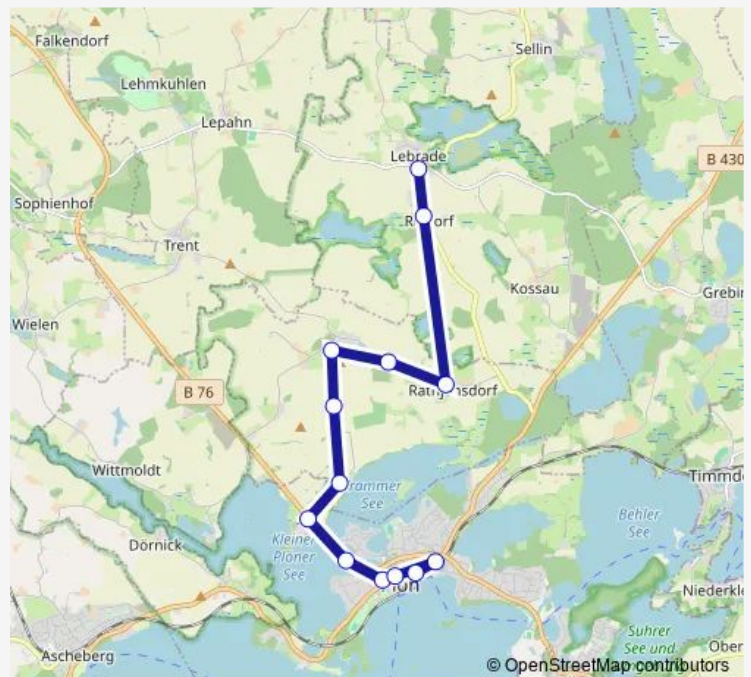 Falkendorf
Sellin
Lehmkuhlen
Lepahn
Lebrade
B 430
Sophienhof
Trent
Kossau
Grebin
Wielen
B 76
Wittmoldt
Timmd
See
Behler
See
Dörnick
Kleiner
Plöner
See
Niederkle
Suhrer
See und
Ober
Ascheberg
© OpenStreetMap contributors